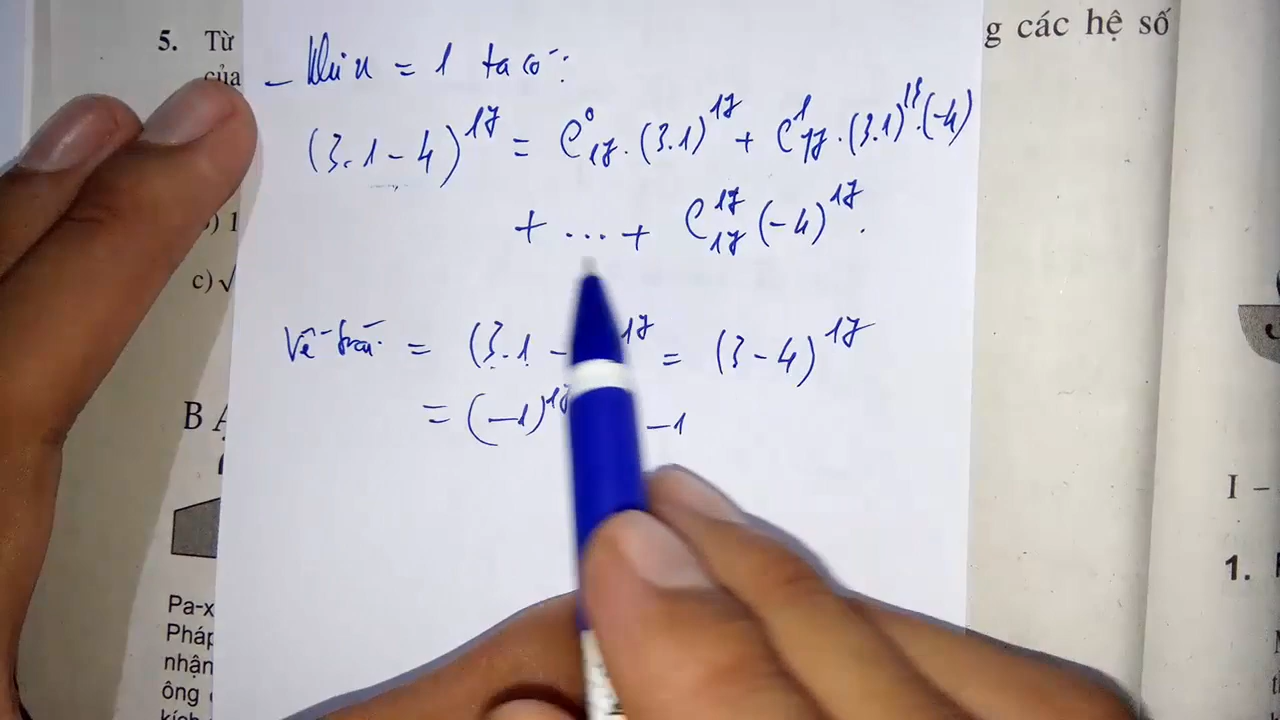 5. Từ
g các hệ số
của
- Khi x = 1 ta có:
(3.1 - 4)^17 = C^0_17 . (3.1)^17 + C^1_17 . (3.1)^16 . (-4)
+ ... + C^17_17 (-4)^17 .
) 1
c) √
Vế trái = (3.1 - )^17 = (3 - 4)^17
= (-1)^17 -1
B
I –
1.
Pa-x
Pháp
nhận
ông